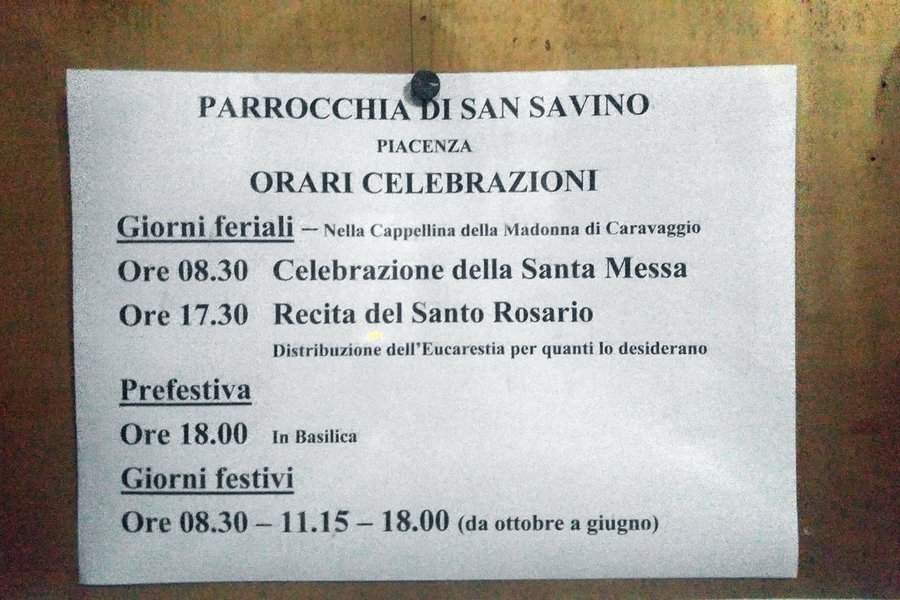 PARROCCHIA DI SAN SAVINO
PIACENZA
ORARI CELEBRAZIONI
Giorni feriali – Nella Cappellina della Madonna di Caravaggio
Ore 08.30 Celebrazione della Santa Messa
Ore 17.30 Recita del Santo Rosario
Distribuzione dell'Eucarestia per quanti lo desiderano
Prefestiva
Ore 18.00 In Basilica
Giorni festivi
Ore 08.30 – 11.15 – 18.00 (da ottobre a giugno)